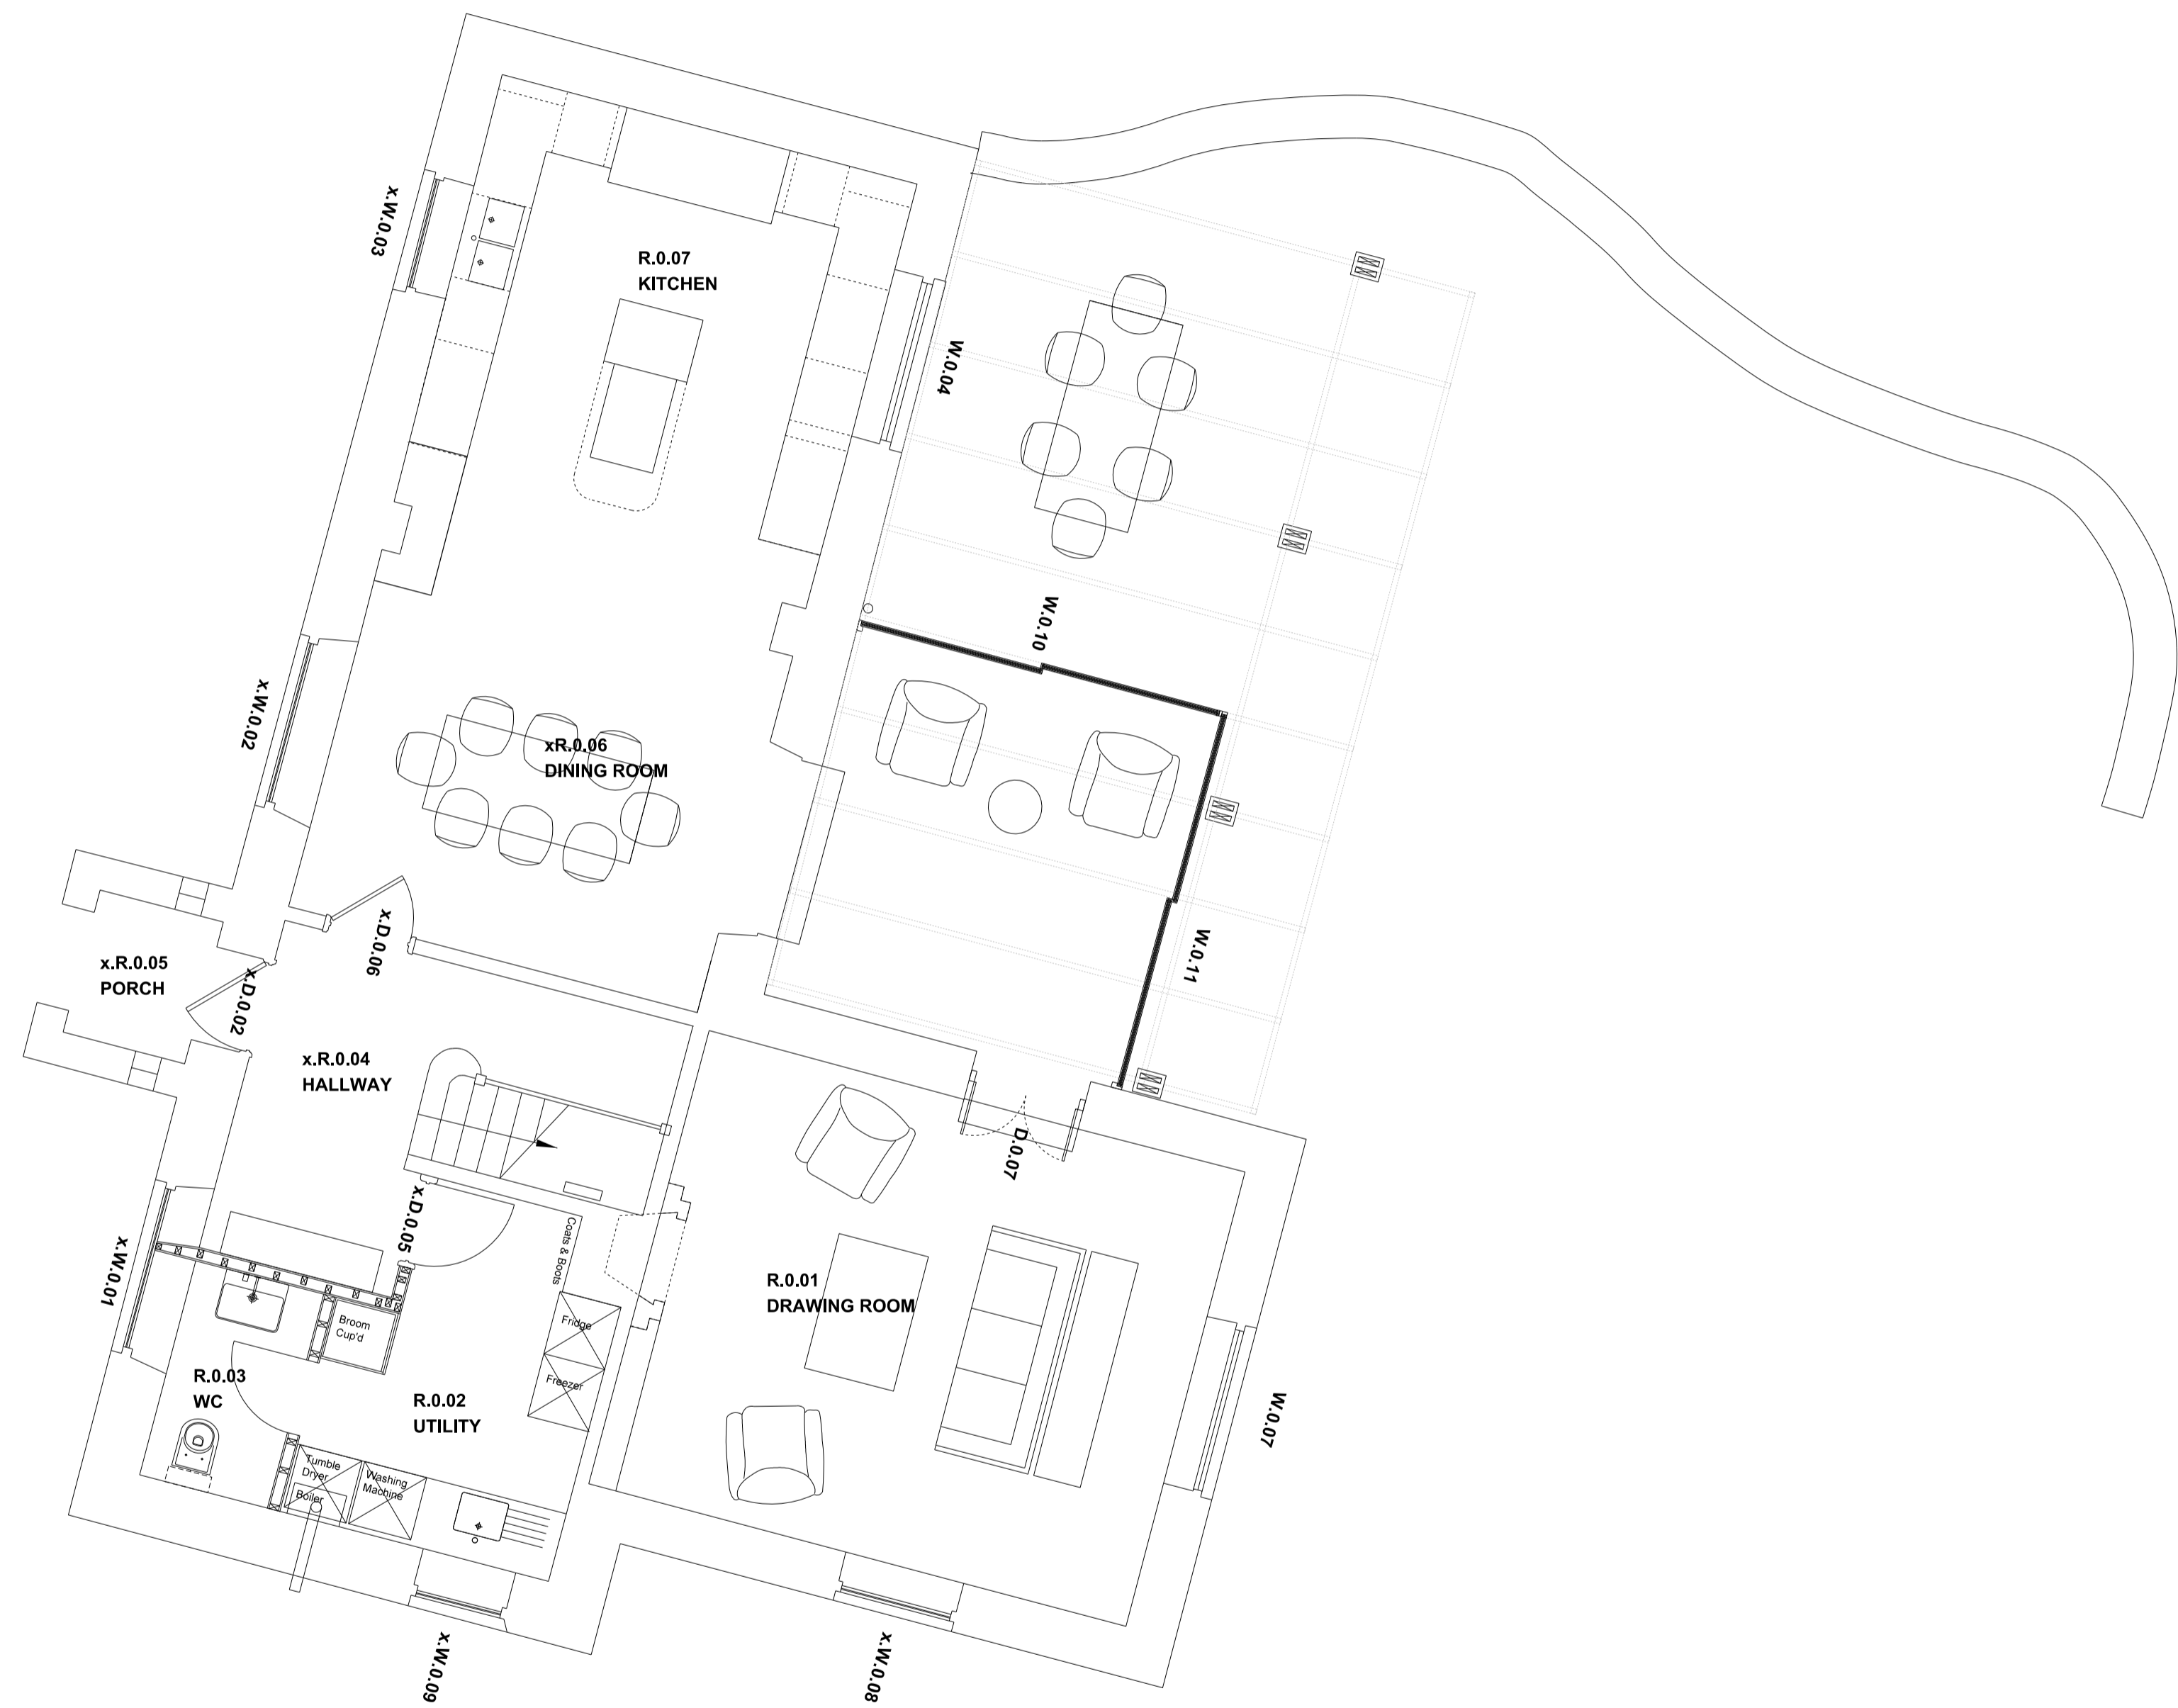 x.W.0.03
R.0.07
KITCHEN
W.0.04
W.0.10
x.W.0.02
xR.0.06
DINING ROOM
x.D.0.06
x.R.0.05
PORCH
x.D.0.02
W.0.11
x.R.0.04
HALLWAY
D.0.07
x.D.0.05
Coats & Boots
x.W.0.01
R.0.01
DRAWING ROOM
Broom
Cup'd
Fridge
Freezer
R.0.03
WC
R.0.02
UTILITY
W.0.07
Tumble
Dryer
Boiler
Washing
Machine
x.W.0.09
x.W.0.08